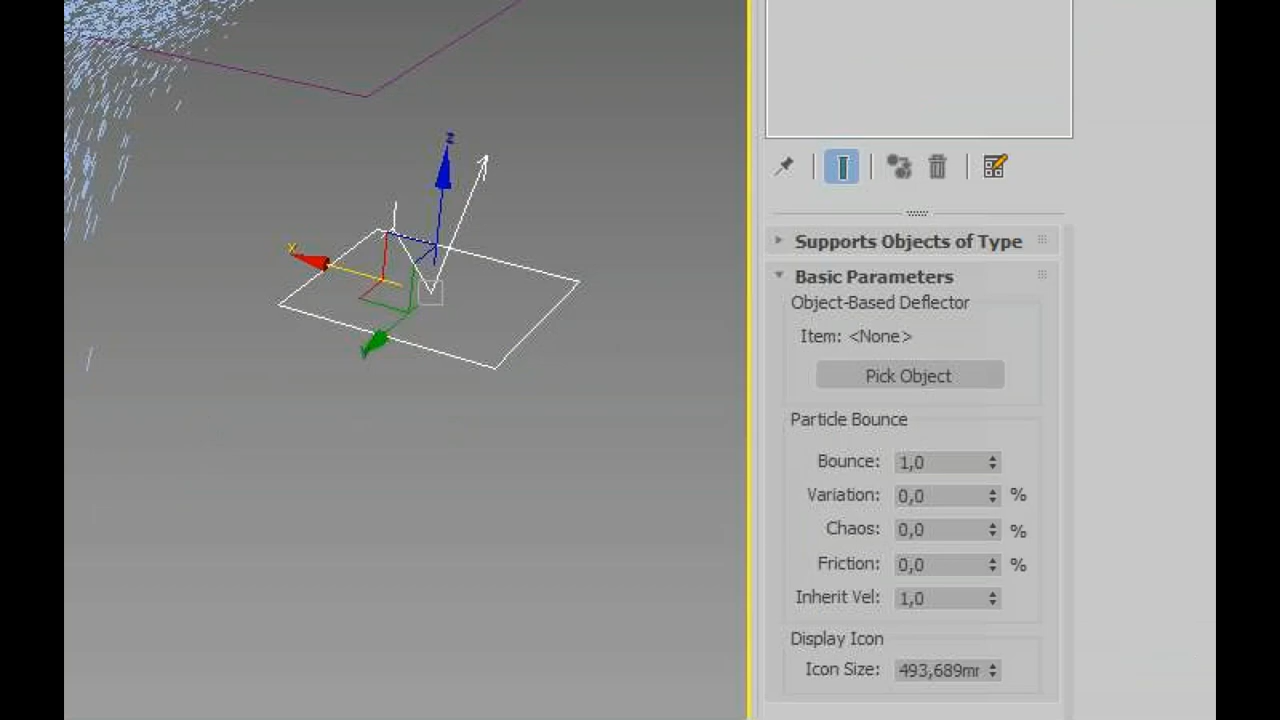 z
x
y
Supports Objects of Type
Basic Parameters
Object-Based Deflector
Item: <None>
Pick Object
Particle Bounce
Bounce: 1,0
Variation: 0,0 %
Chaos: 0,0 %
Friction: 0,0 %
Inherit Vel: 1,0
Display Icon
Icon Size: 493,689mr